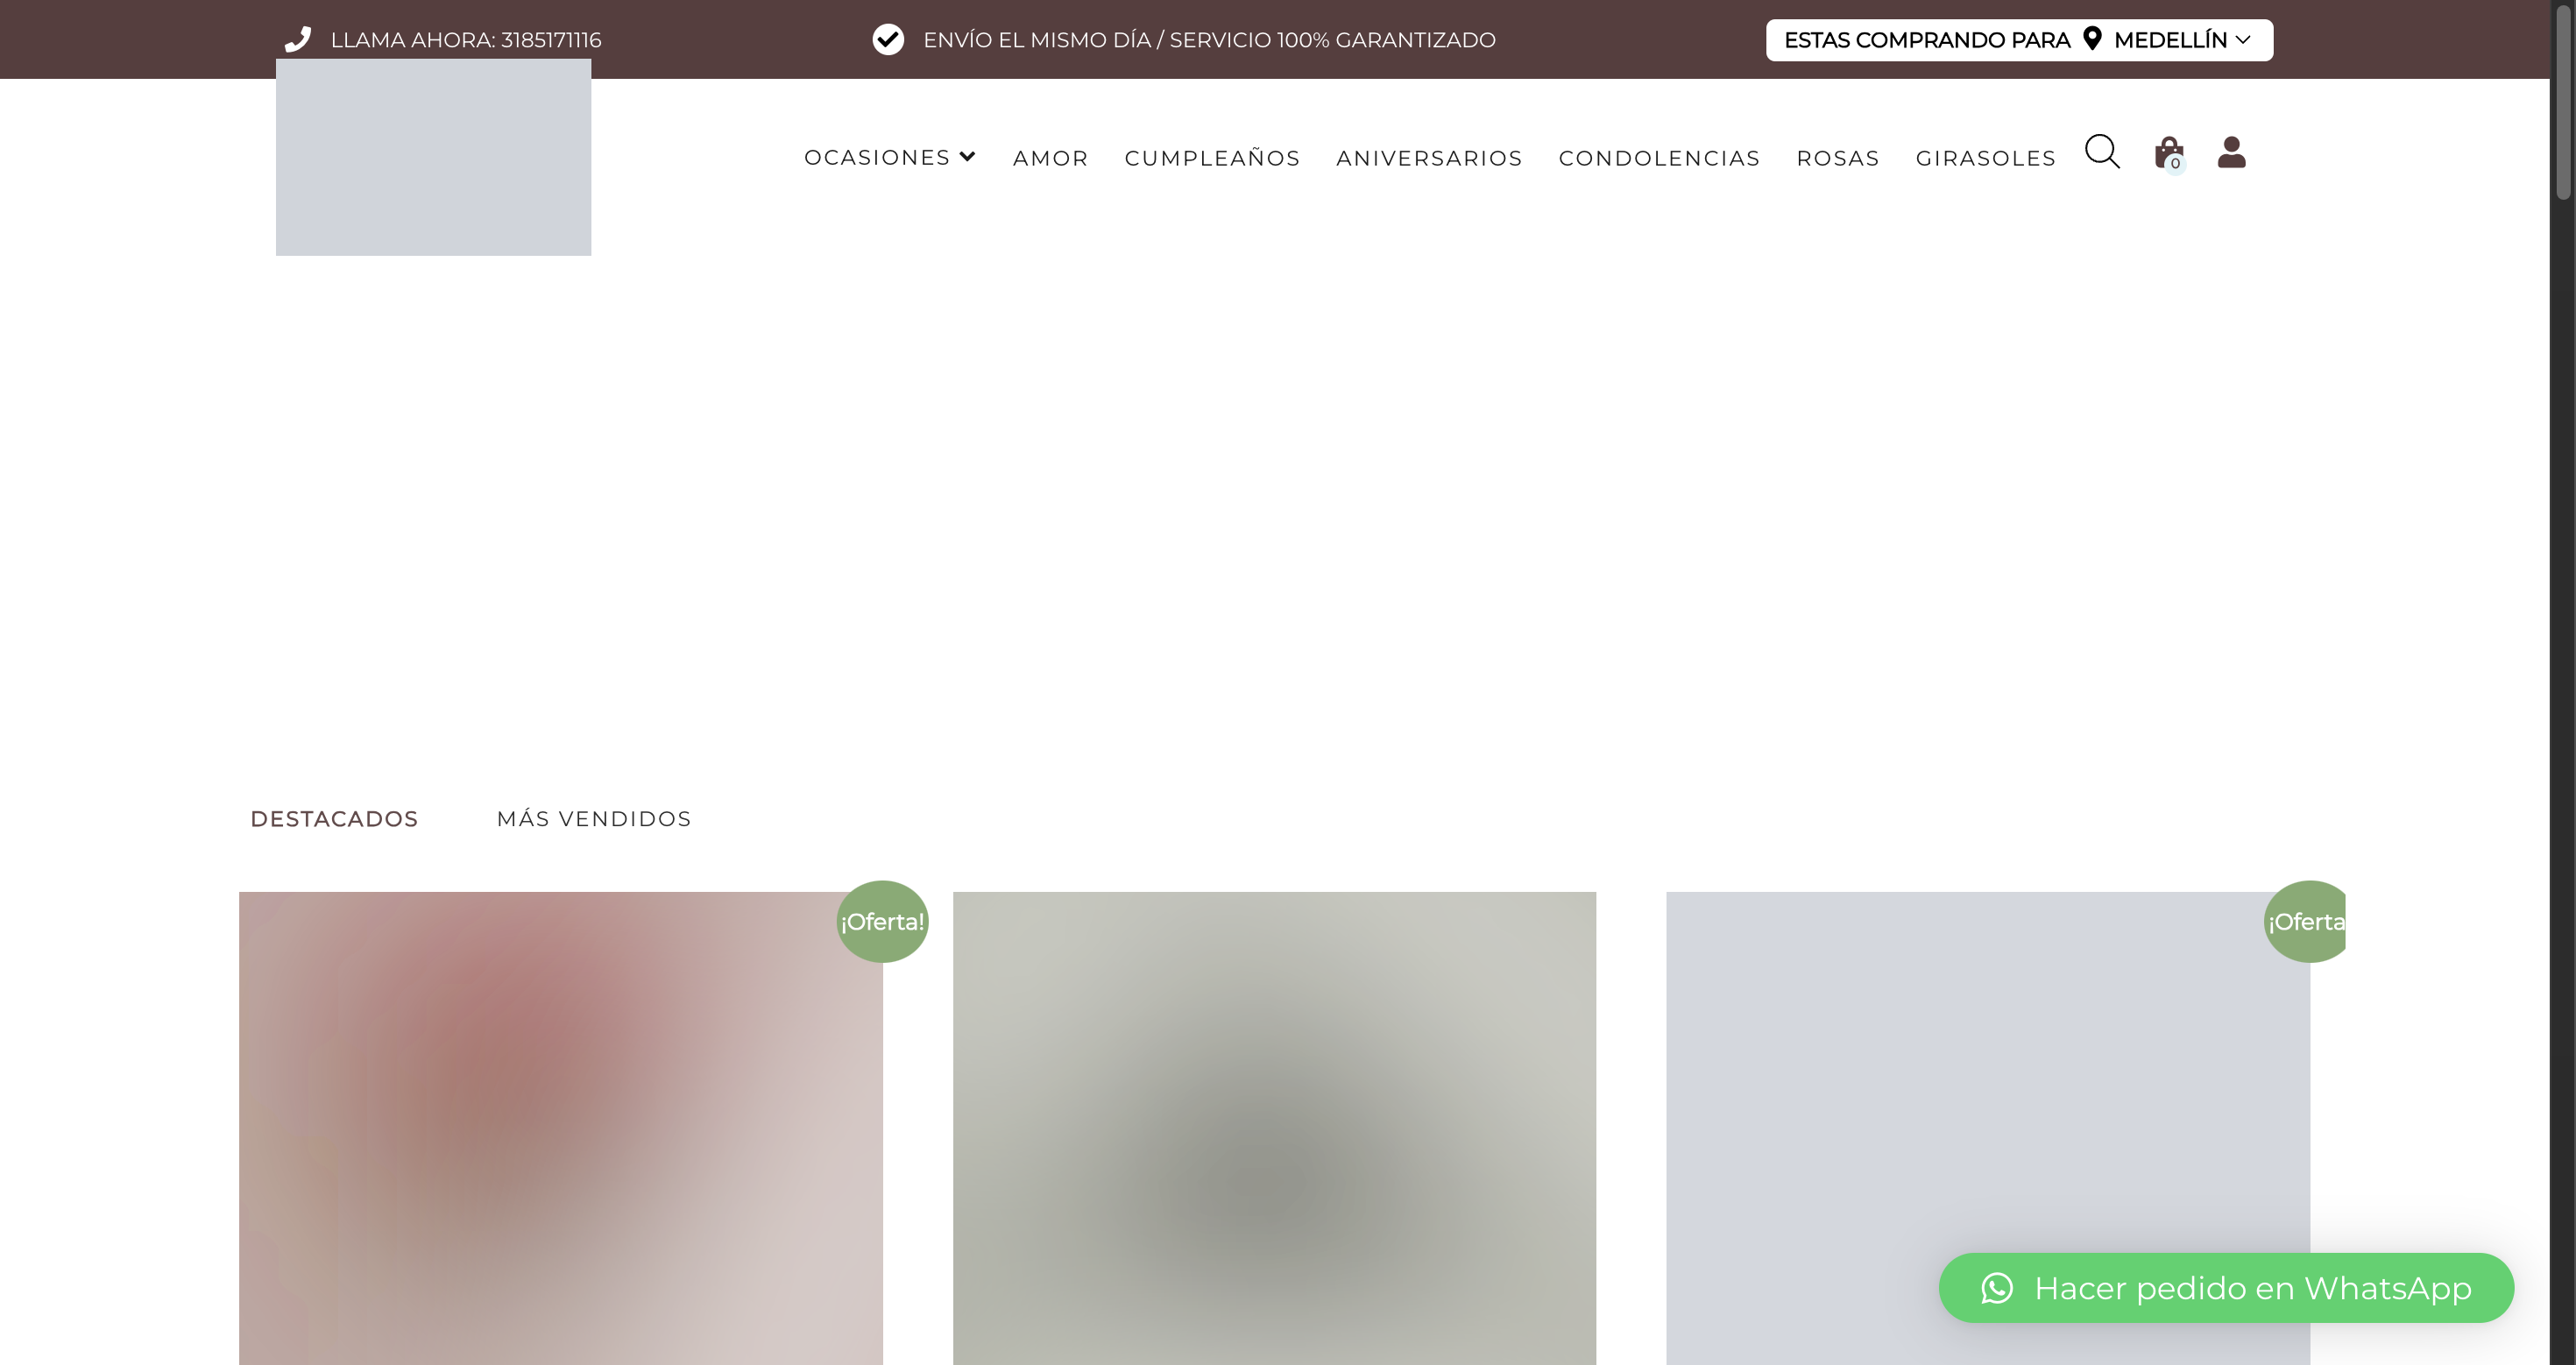 LLAMA AHORA: 3185171116
ENVÍO EL MISMO DÍA / SERVICIO 100% GARANTIZADO
ESTAS COMPRANDO PARA MEDELLÍN
OCASIONES AMOR CUMPLEAÑOS ANIVERSARIOS CONDOLENCIAS ROSAS GIRASOLES
0
DESTACADOS MÁS VENDIDOS
¡Oferta!
¡Oferta
Hacer pedido en WhatsApp